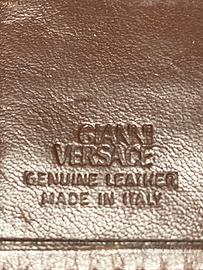 GIANNI
VERSACE
GENUINE LEATHER
MADE IN ITALY